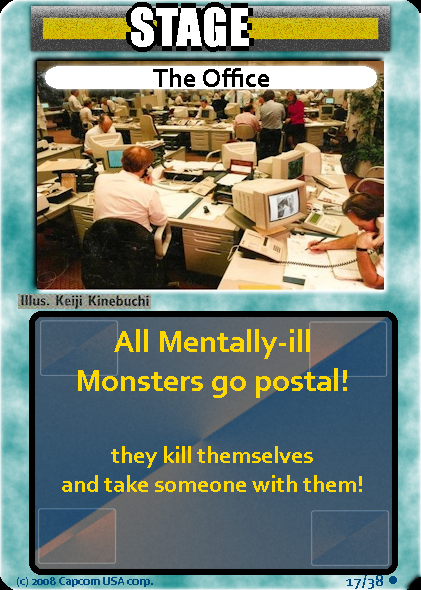 STAGE
The Office
Illus. Keiji Kinebuchi
All Mentally-ill
Monsters go postal!
they kill themselves
and take someone with them!
(c) 2008 Capcom USA corp.
17/38 ●